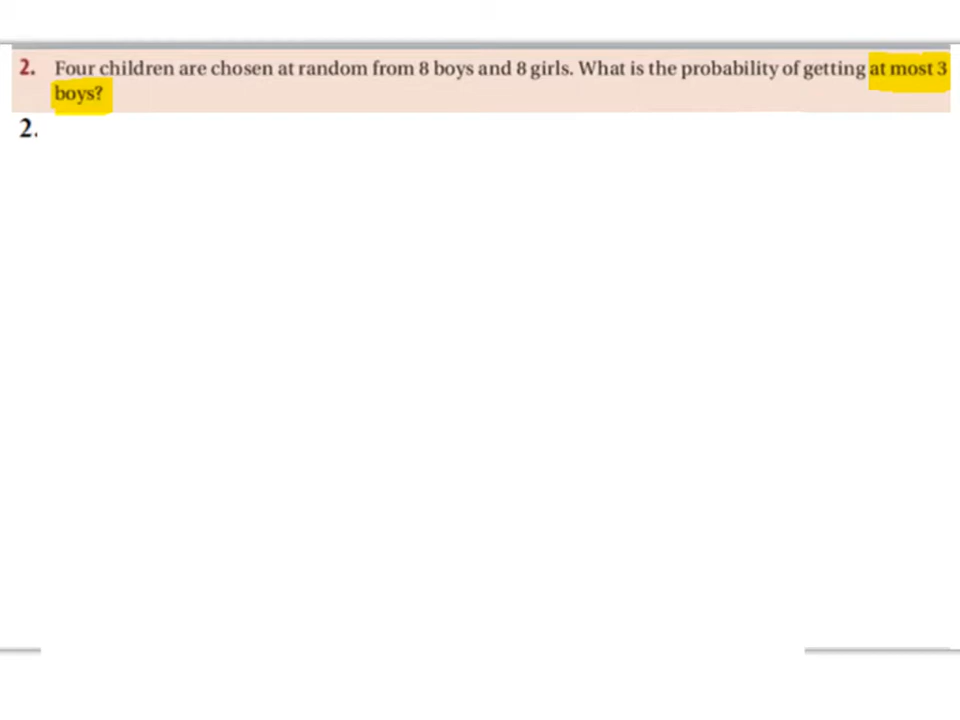 2. Four children are chosen at random from 8 boys and 8 girls. What is the probability of getting at most 3
boys?
2.